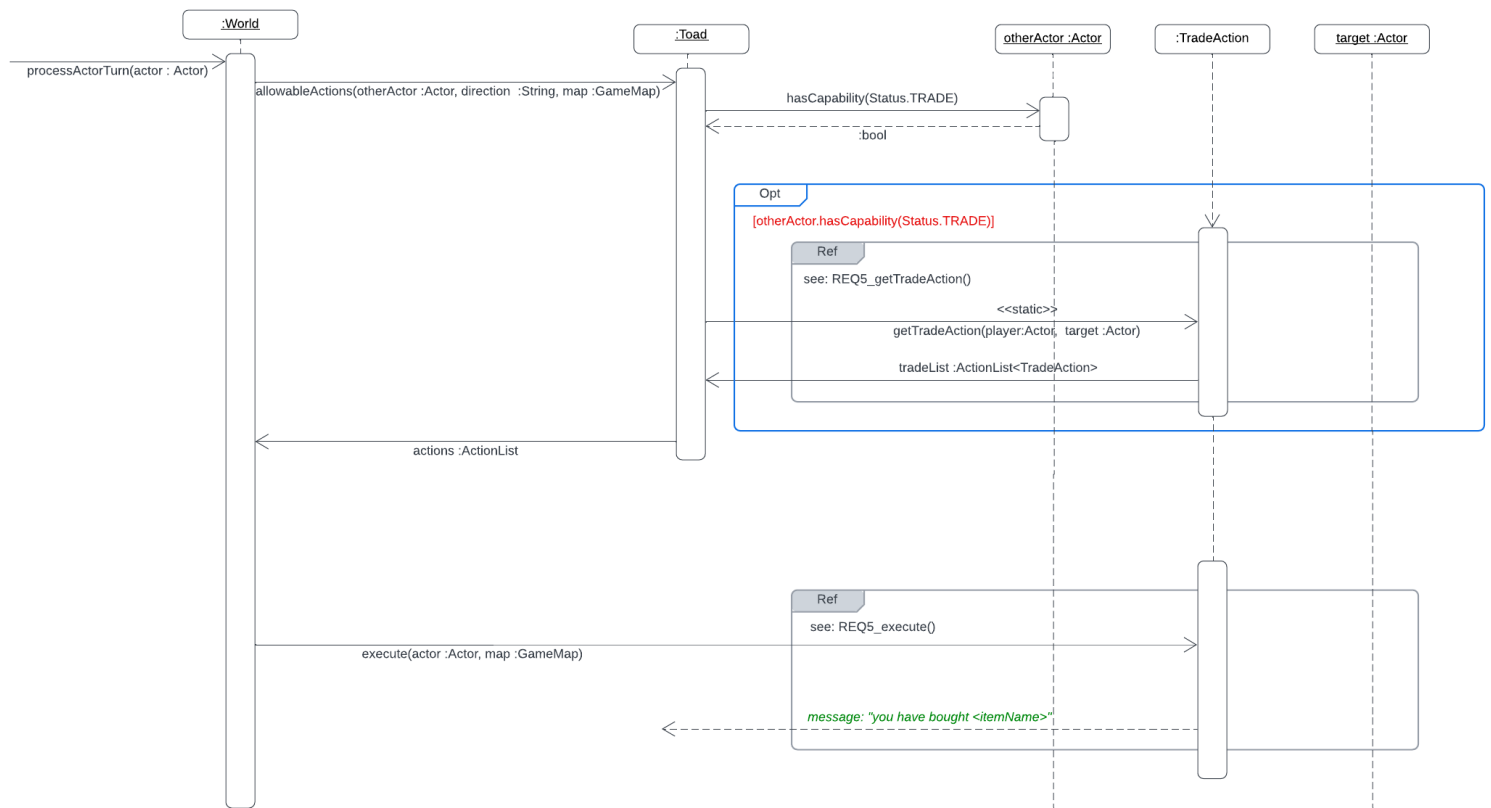 :World
:Toad
otherActor :Actor
:TradeAction
target :Actor
processActorTurn(actor : Actor)
allowableActions(otherActor :Actor, direction  :String, map :GameMap)
hasCapability(Status.TRADE)
:bool
Opt
[otherActor.hasCapability(Status.TRADE)]
Ref
see: REQ5_getTradeAction()
<<static>>
getTradeAction(player:Actor,  target :Actor)
tradeList :ActionList<TradeAction>
actions :ActionList
Ref
see: REQ5_execute()
execute(actor :Actor, map :GameMap)
message: "you have bought <itemName>"